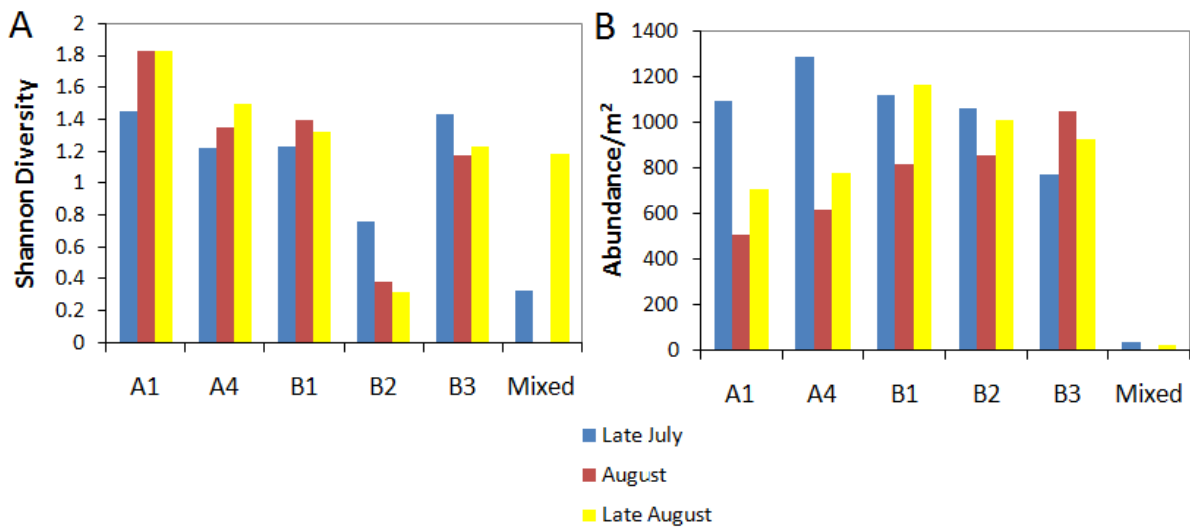 A
Shannon Diversity
2
1.8
1.6
1.4
1.2
1
0.8
0.6
0.4
0.2
0
A1 A4 B1 B2 B3 Mixed
B
Abundance/m²
1400
1200
1000
800
600
400
200
0
A1 A4 B1 B2 B3 Mixed
Late July
August
Late August